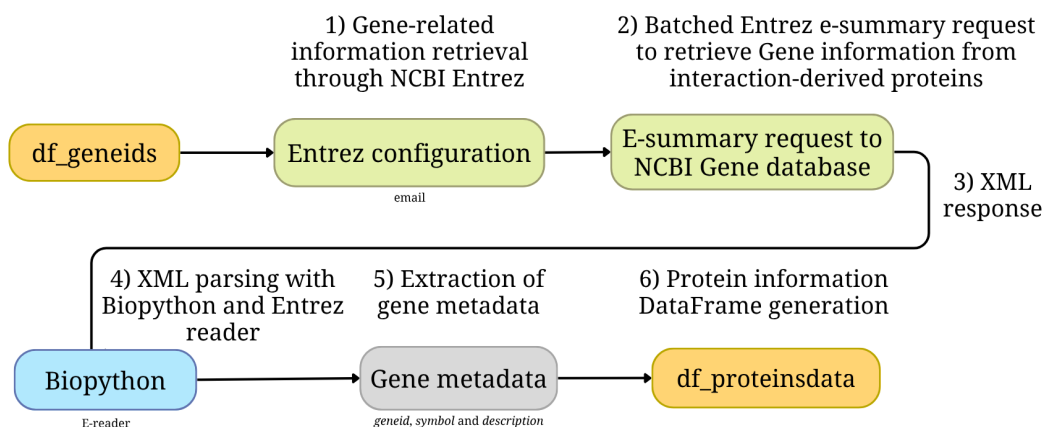 1) Gene-related
information retrieval
through NCBI Entrez
2) Batched Entrez e-summary request
to retrieve Gene information from
interaction-derived proteins
df_geneids
Entrez configuration
email
E-summary request to
NCBI Gene database
3) XML
response
4) XML parsing with
Biopython and Entrez
reader
5) Extraction of
gene metadata
6) Protein information
DataFrame generation
Biopython
E-reader
Gene metadata
geneid, symbol and description
df_proteinsdata